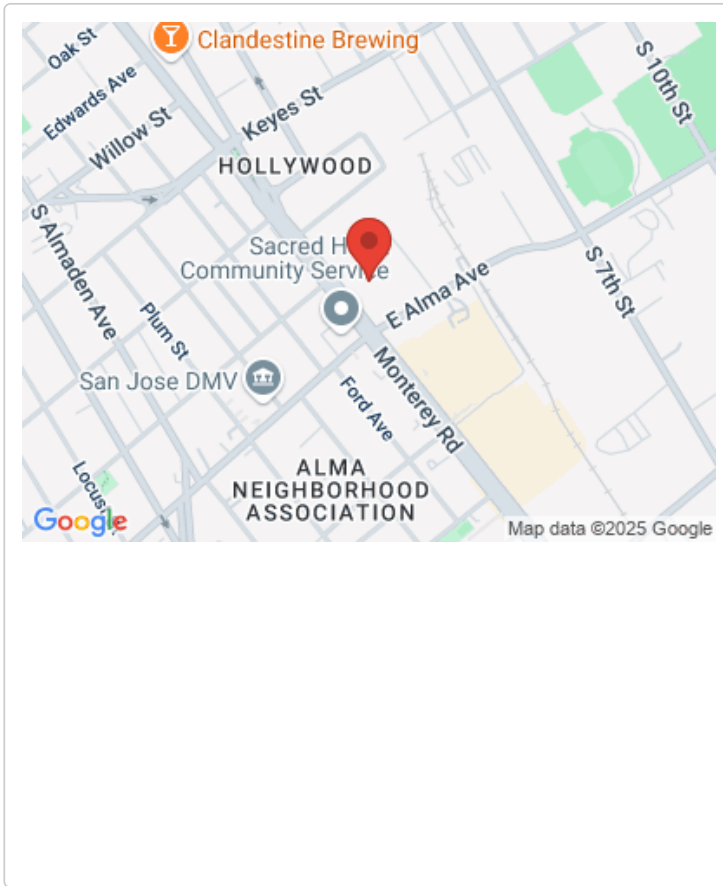 Oak St
Clandestine Brewing
S 10th St
Edwards Ave
Keyes St
Willow St
HOLLYWOOD
S Almaden Ave
Sacred H
Community Service
E Alma Ave
S 7th St
Plum St
San Jose DMV
Monterey Rd
Ford Ave
ALMA
NEIGHBORHOOD
ASSOCIATION
Locus
Google
Map data ©2025 Google